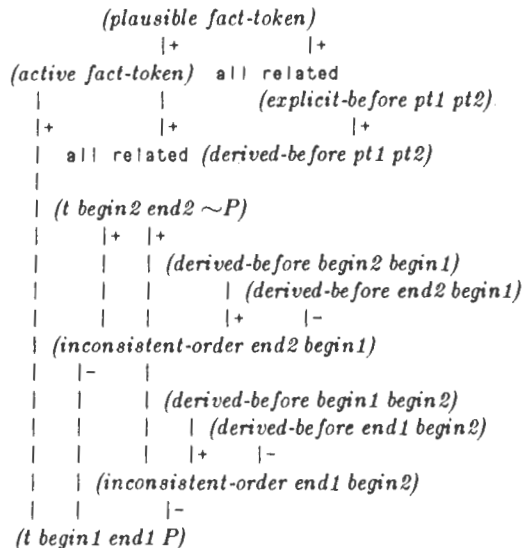 (plausible fact-token)
|+ |+
(active fact-token) all related
| | (explicit-before pt1 pt2)
|+ |+ |+
| all related (derived-before pt1 pt2)
|
| (t begin2 end2 ~P)
| |+ |+
| | | (derived-before begin2 begin1)
| | | | (derived-before end2 begin1)
| | | |+ |-
| (inconsistent-order end2 begin1)
| |- |
| | | (derived-before begin1 begin2)
| | | | (derived-before end1 begin2)
| | | |+ |-
| | (inconsistent-order end1 begin2)
| | |-
(t begin1 end1 P)